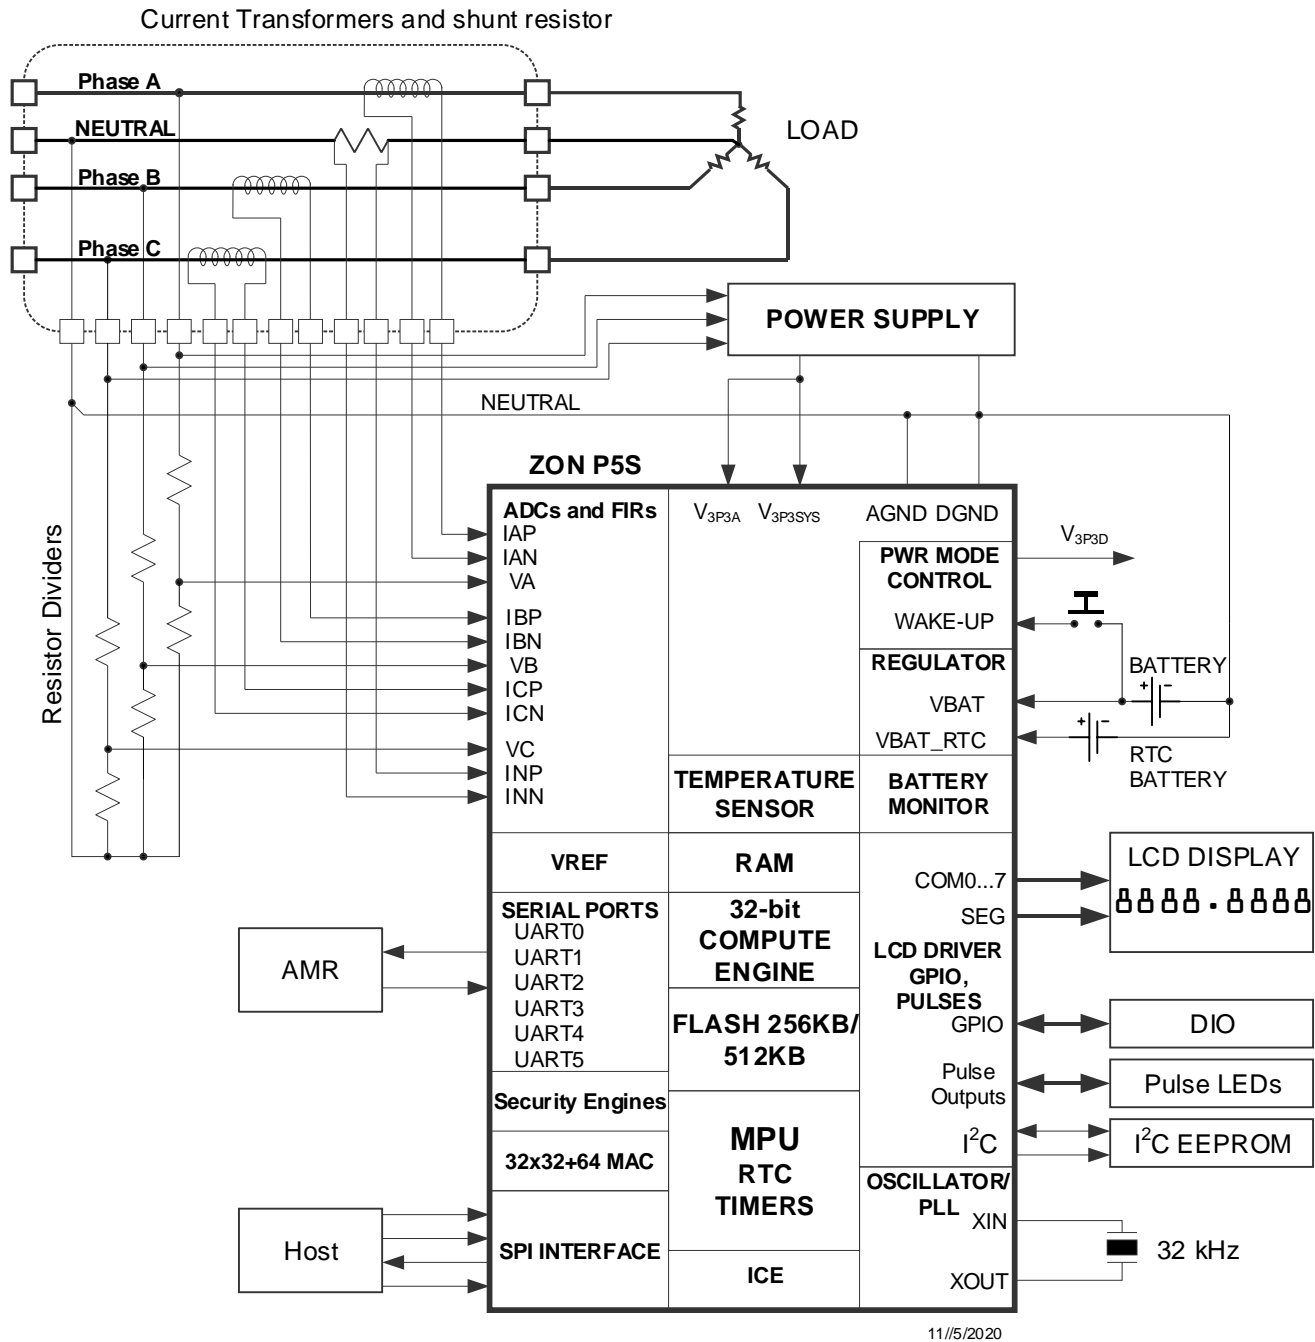 Current Transformers and shunt resistor
Phase A
NEUTRAL
Phase B
Phase C
LOAD
POWER SUPPLY
NEUTRAL
Resistor Dividers
ZON P5S
ADCs and FIRs
IAP
IAN
VA
IBP
IBN
VB
ICP
ICN
VC
INP
INN
V3P3A V3P3SYS
AGND DGND
PWR MODE
CONTROL
WAKE-UP
V3P3D
REGULATOR
VBAT
VBAT_RTC
+ -
BATTERY
+ -
RTC
BATTERY
TEMPERATURE
SENSOR
BATTERY
MONITOR
VREF
RAM
SERIAL PORTS
UART0
UART1
UART2
UART3
UART4
UART5
AMR
32-bit
COMPUTE
ENGINE
FLASH 256KB/
512KB
COM0...7
SEG
LCD DRIVER
GPIO,
PULSES
GPIO
Pulse
Outputs
I²C
LCD DISPLAY
8888.8888
DIO
Pulse LEDs
I²C EEPROM
Security Engines
32x32+64 MAC
MPU
RTC
TIMERS
OSCILLATOR/
PLL
XIN
XOUT
32 kHz
Host
SPI INTERFACE
ICE
11//5/2020